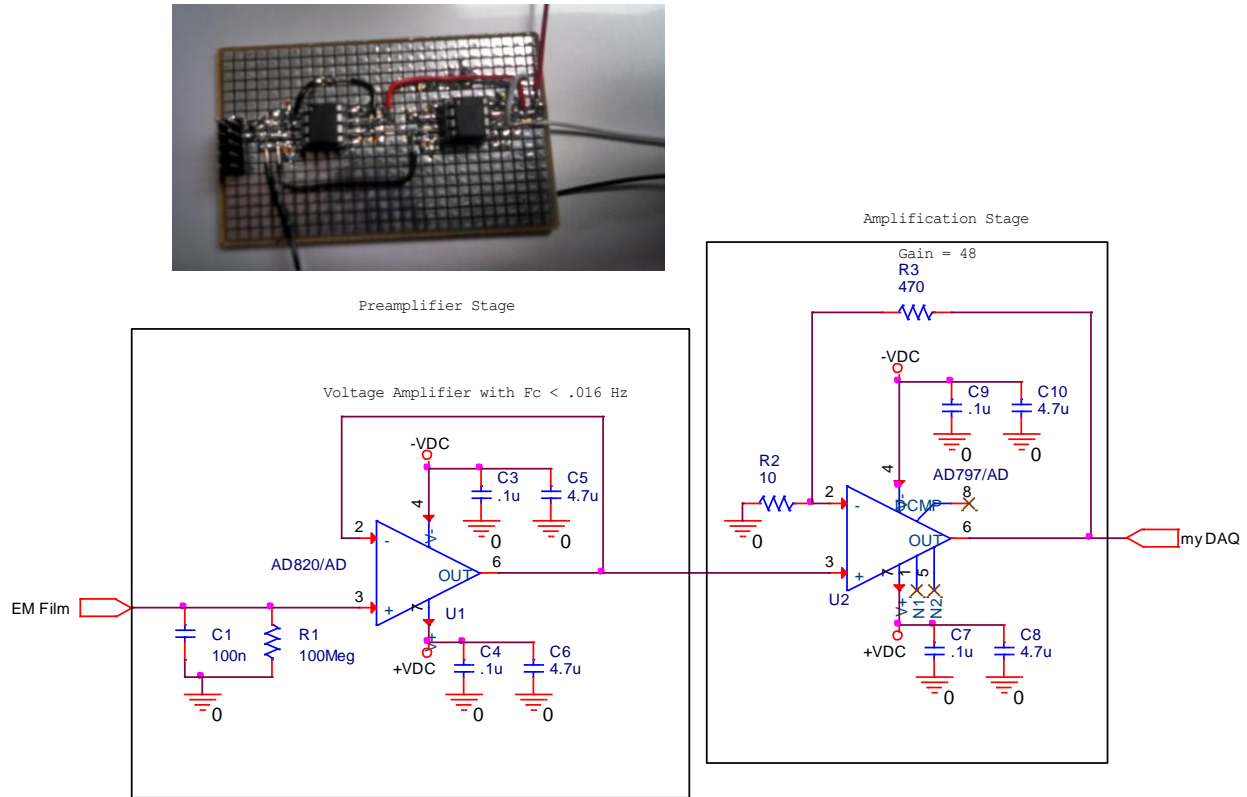 Amplification Stage
Gain = 48
R3
470
-VDC
C9
.1u
C10
4.7u
0
0
AD797/AD
R2
10
0
4
2
-
V-
DCMP
8
OUT
6
myDAQ
3
+
U2
7
1
5
V+
N1
N2
+VDC
C7
.1u
C8
4.7u
0
0
Preamplifier Stage
Voltage Amplifier with Fc < .016 Hz
-VDC
C3
.1u
C5
4.7u
0
0
4
2
-
V-
AD820/AD
OUT
6
EM Film
3
+
U1
7
V+
C1
100n
R1
100Meg
0
+VDC
C4
.1u
C6
4.7u
0
0